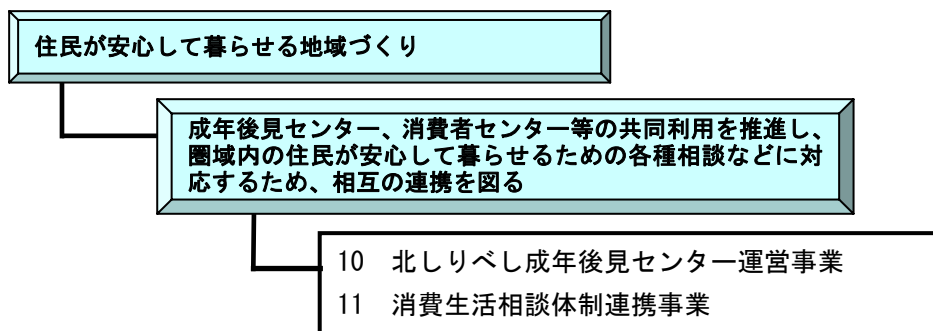 住民が安心して暮らせる地域づくり
成年後見センター、消費者センター等の共同利用を推進し、
圏域内の住民が安心して暮らせるための各種相談などに対
応するため、相互の連携を図る
10　北しりべし成年後見センター運営事業
11　消費生活相談体制連携事業